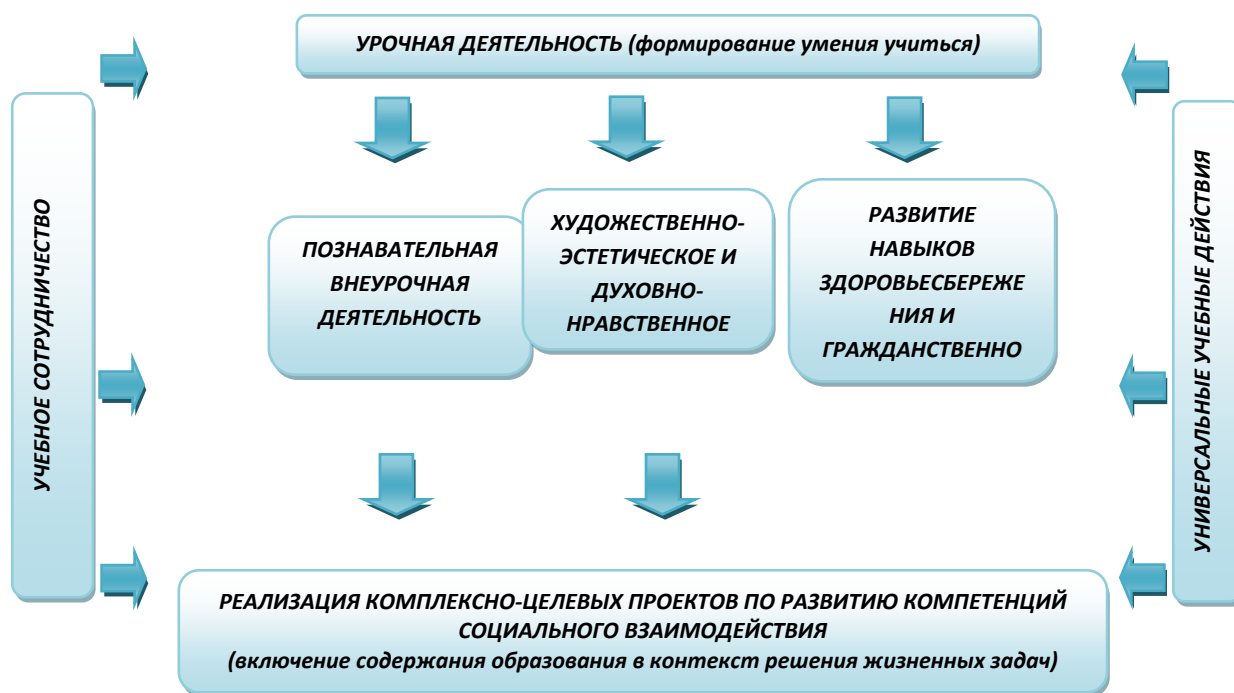 УРОЧНАЯ ДЕЯТЕЛЬНОСТЬ (формирование умения учиться)
УЧЕБНОЕ СОТРУДНИЧЕСТВО
ПОЗНАВАТЕЛЬНАЯ
ВНЕУРОЧНАЯ
ДЕЯТЕЛЬНОСТЬ
ХУДОЖЕСТВЕННО-
ЭСТЕТИЧЕСКОЕ И
ДУХОВНО-
НРАВСТВЕННОЕ
РАЗВИТИЕ
НАВЫКОВ
ЗДОРОВЬЕСБЕРЕЖЕ
НИЯ И
ГРАЖДАНСТВЕННО
УНИВЕРСАЛЬНЫЕ УЧЕБНЫЕ ДЕЙСТВИЯ
РЕАЛИЗАЦИЯ КОМПЛЕКСНО-ЦЕЛЕВЫХ ПРОЕКТОВ ПО РАЗВИТИЮ КОМПЕТЕНЦИЙ
СОЦИАЛЬНОГО ВЗАИМОДЕЙСТВИЯ
(включение содержания образования в контекст решения жизненных задач)